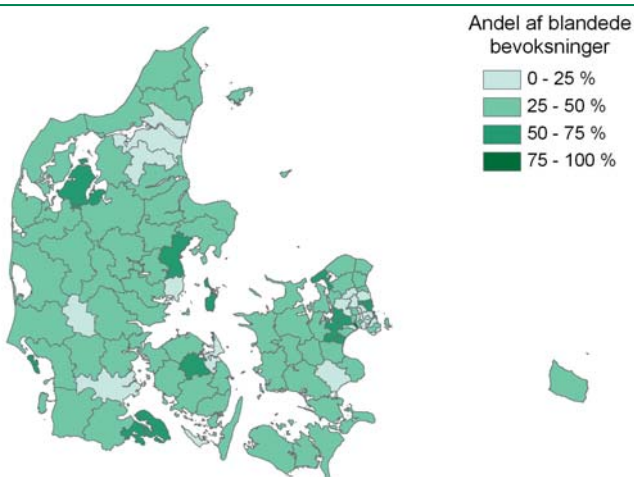 Andel af blandede
bevoksninger
0 - 25 %
25 - 50 %
50 - 75 %
75 - 100 %